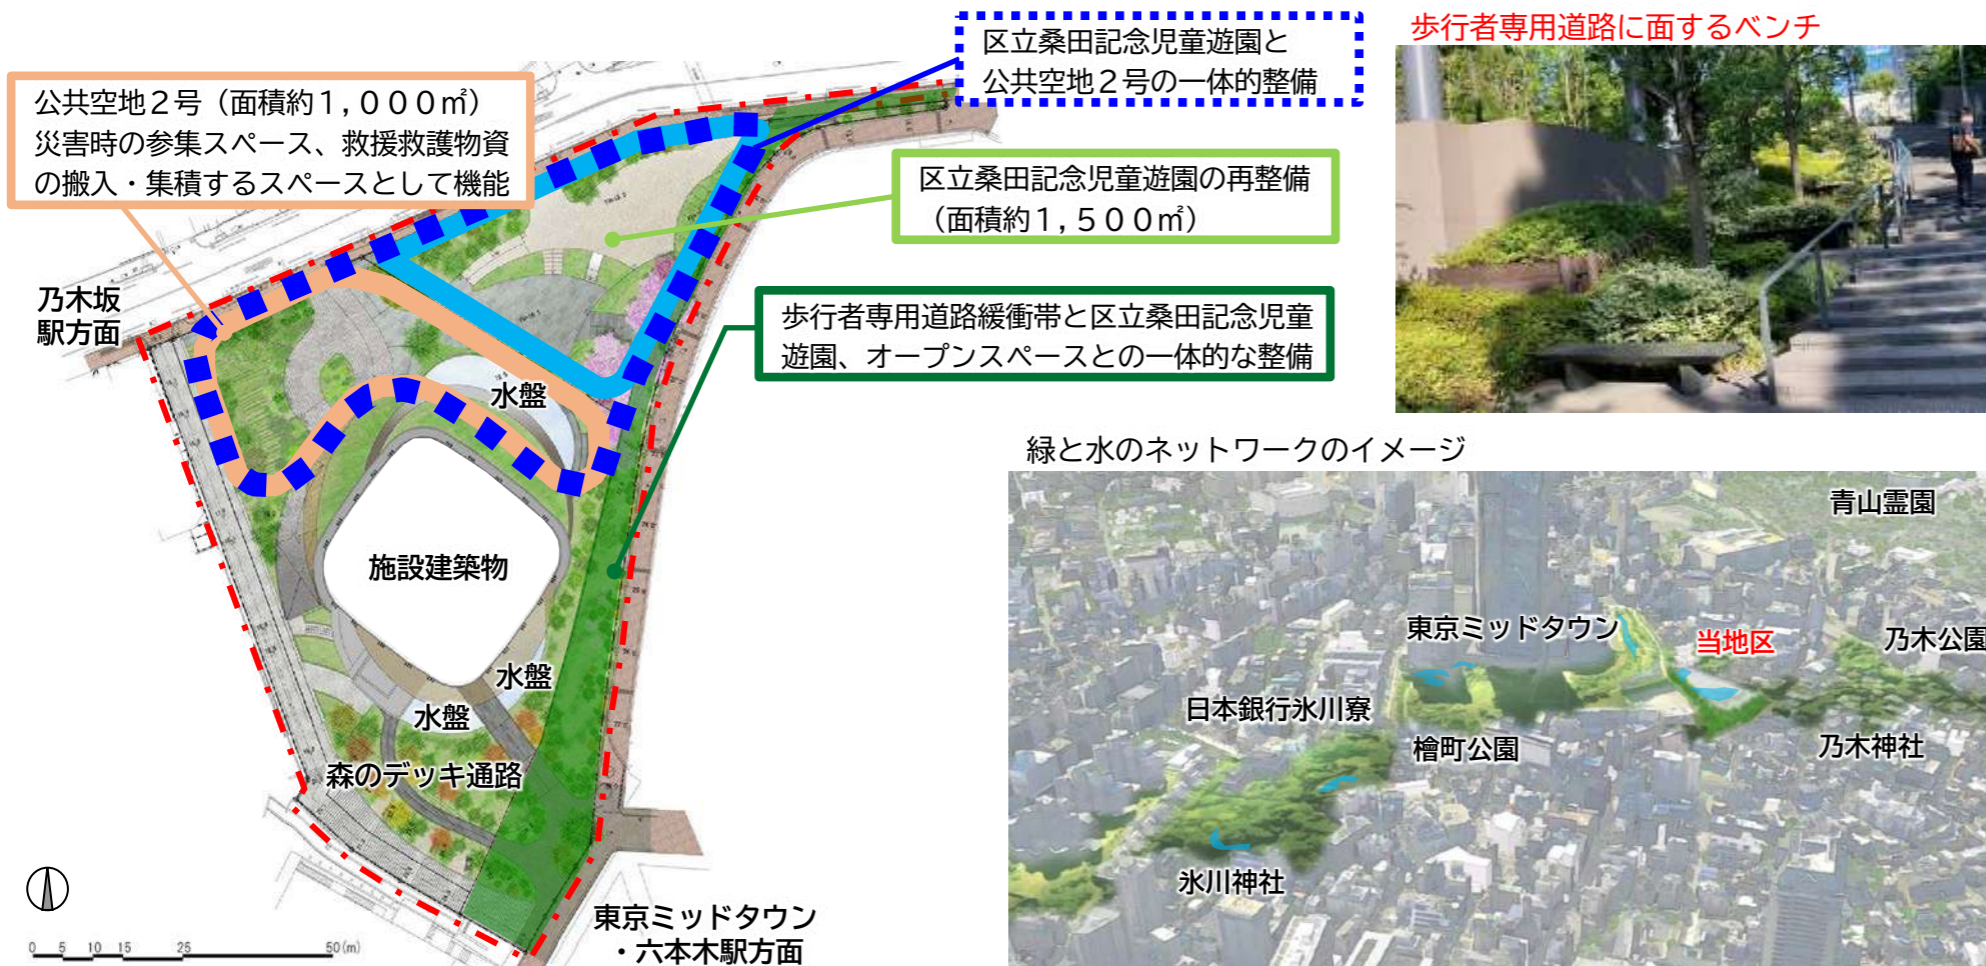 歩行者専用道路に面するベンチ
区立桑田記念児童遊園と
公共空地２号の一体的整備
公共空地２号（面積約１,０００㎡）
災害時の参集スペース、救援救護物資
の搬入・集積するスペースとして機能
区立桑田記念児童遊園の再整備
（面積約１,５００㎡）
乃木坂
駅方面
歩行者専用道路緩衝帯と区立桑田記念児童
遊園、オープンスペースとの一体的な整備
水盤
施設建築物
水盤
水盤
森のデッキ通路
東京ミッドタウン
・六本木駅方面
0 5 10 15 25 50(m)
緑と水のネットワークのイメージ
青山霊園
東京ミッドタウン
当地区
乃木公園
日本銀行氷川寮
檜町公園
乃木神社
氷川神社